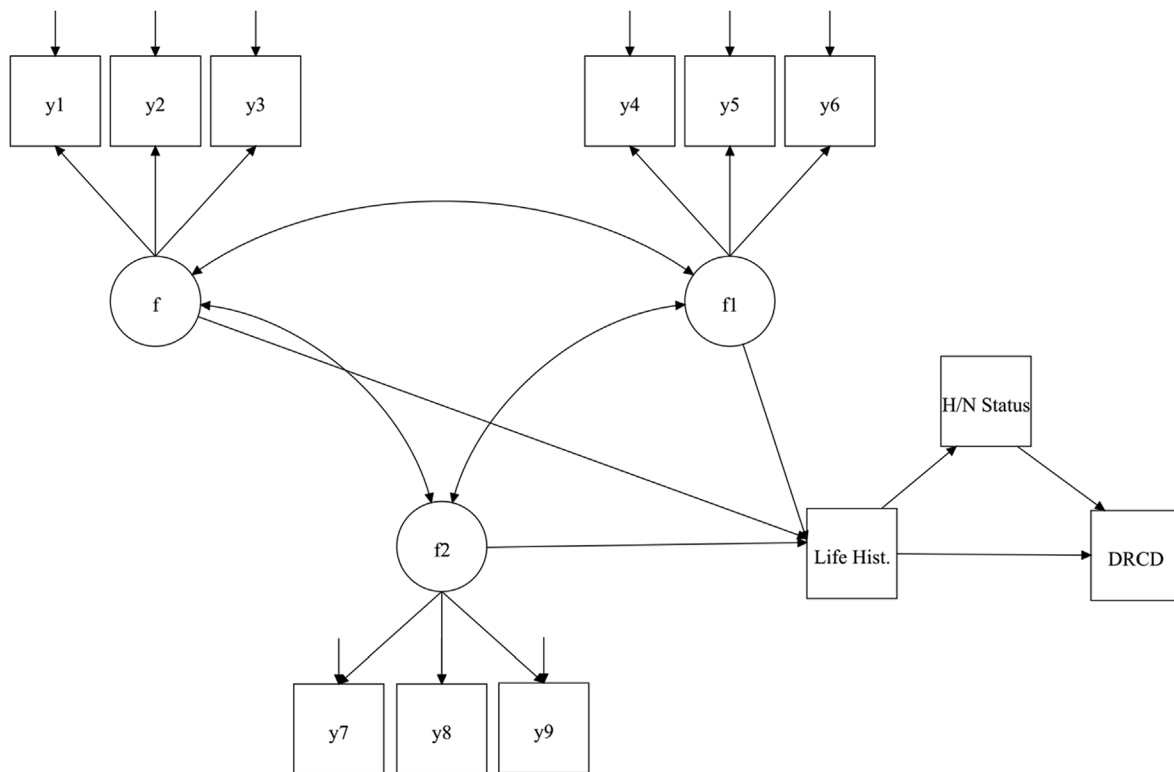 y1
y2
y3
y4
y5
y6
f
f1
H/N Status
f2
Life Hist.
DRCD
y7
y8
y9